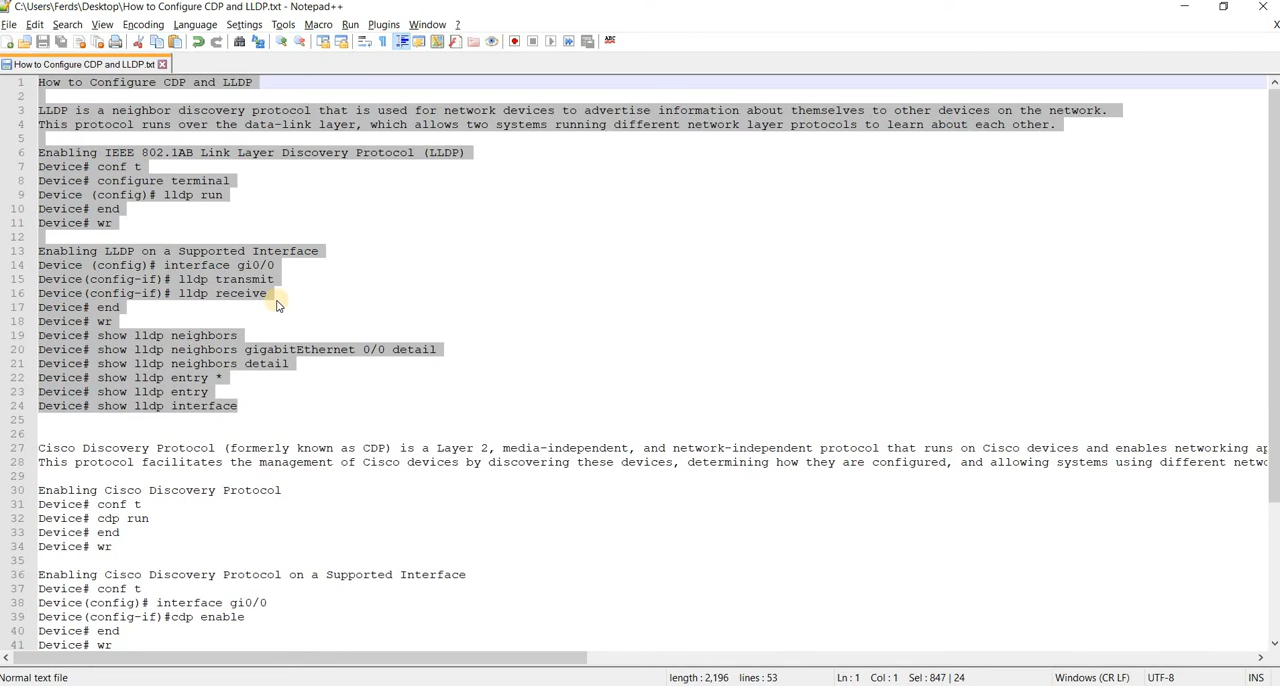 C:\Users\Ferds\Desktop\How to Configure CDP and LLDP.txt - Notepad++
File Edit Search View Encoding Language Settings Tools Macro Run Plugins Window ?
X
ABC
How to Configure CDP and LLDP.txt
1 How to Configure CDP and LLDP
2
3 LLDP is a neighbor discovery protocol that is used for network devices to advertise information about themselves to other devices on the network.
4 This protocol runs over the data-link layer, which allows two systems running different network layer protocols to learn about each other.
5
6 Enabling IEEE 802.1AB Link Layer Discovery Protocol (LLDP)
7 Device# conf t
8 Device# configure terminal
9 Device (config)# lldp run
10 Device# end
11 Device# wr
12
13 Enabling LLDP on a Supported Interface
14 Device (config)# interface gi0/0
15 Device(config-if)# lldp transmit
16 Device(config-if)# lldp receive
17 Device# end
18 Device# wr
19 Device# show lldp neighbors
20 Device# show lldp neighbors gigabitEthernet 0/0 detail
21 Device# show lldp neighbors detail
22 Device# show lldp entry *
23 Device# show lldp entry
24 Device# show lldp interface
25
26
27 Cisco Discovery Protocol (formerly known as CDP) is a Layer 2, media-independent, and network-independent protocol that runs on Cisco devices and enables networking ap
28 This protocol facilitates the management of Cisco devices by discovering these devices, determining how they are configured, and allowing systems using different netwo
29
30 Enabling Cisco Discovery Protocol
31 Device# conf t
32 Device# cdp run
33 Device# end
34 Device# wr
35
36 Enabling Cisco Discovery Protocol on a Supported Interface
37 Device# conf t
38 Device(config)# interface gi0/0
39 Device(config-if)#cdp enable
40 Device# end
41 Device# wr
Normal text file length : 2,196 lines : 53 Ln : 1 Col : 1 Sel : 847 | 24 Windows (CR LF) UTF-8 INS